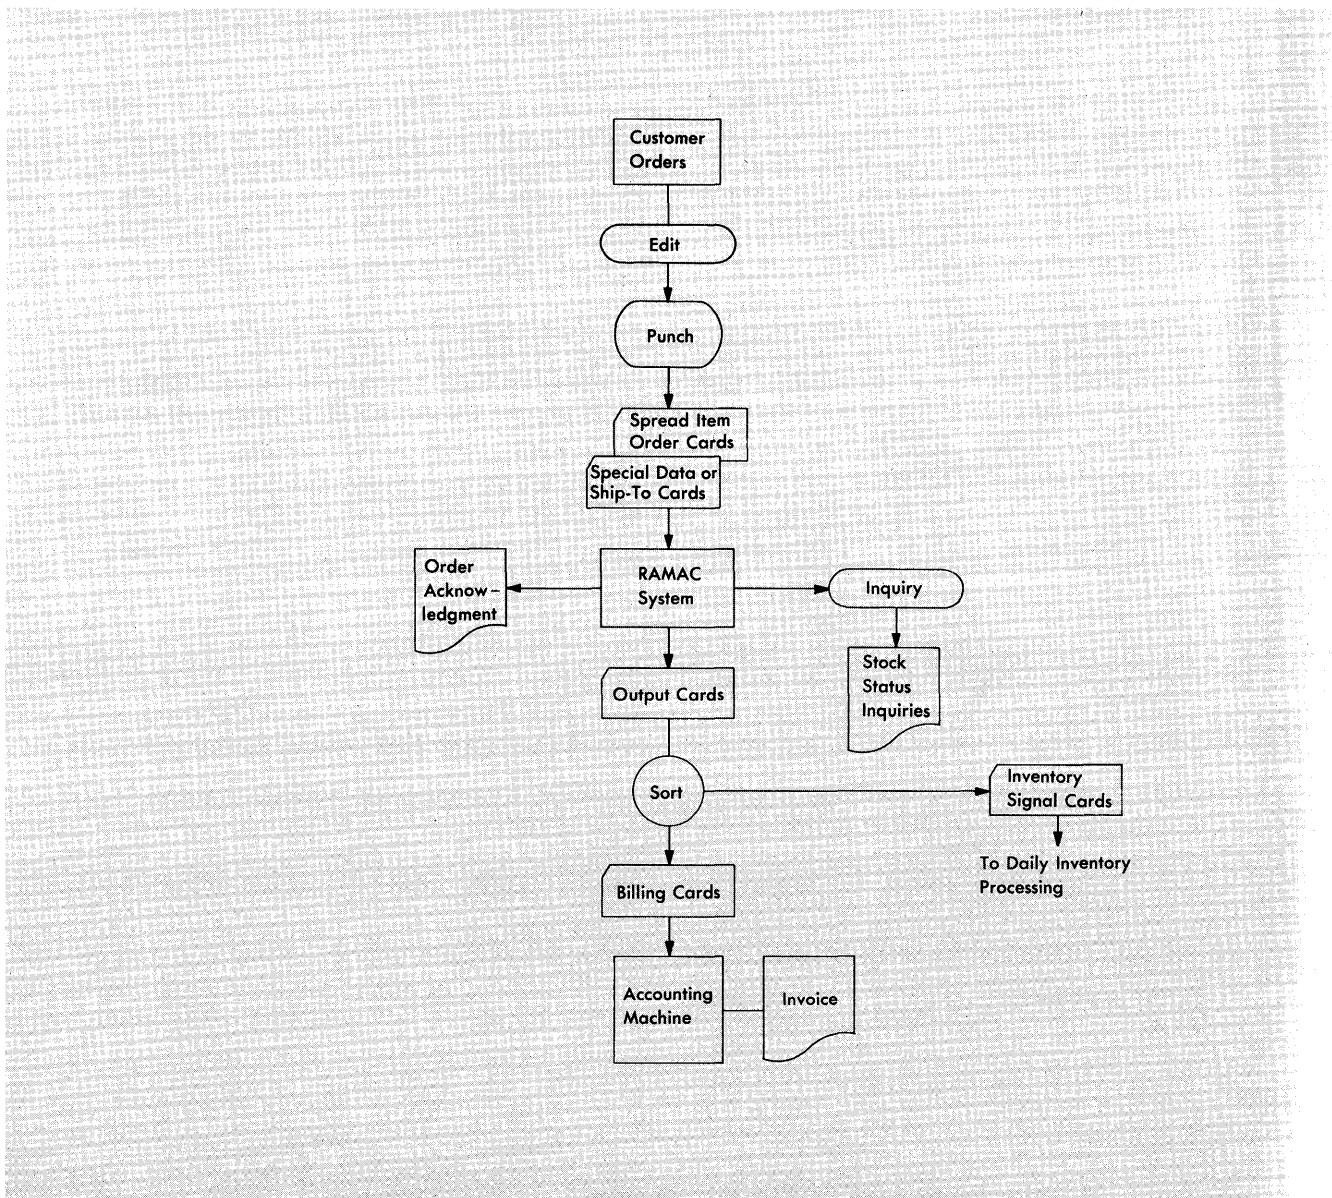 Customer
Orders
Edit
Punch
Spread Item
Order Cards
Special Data or
Ship-To Cards
Order
Acknow-
ledgment
RAMAC
System
Inquiry
Stock
Status
Inquiries
Output Cards
Sort
Inventory
Signal Cards
To Daily Inventory
Processing
Billing Cards
Accounting
Machine
Invoice